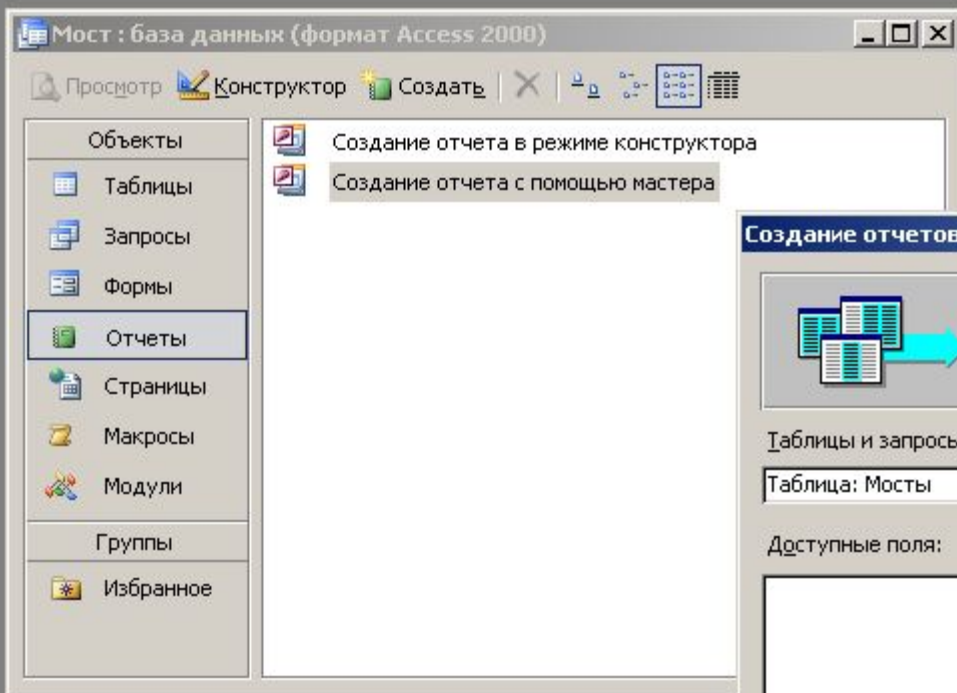 Мост : база данных (формат Access 2000)
Просмотр Конструктор Создать
Объекты
Таблицы
Запросы
Формы
Отчеты
Страницы
Макросы
Модули
Группы
Избранное
Создание отчета в режиме конструктора
Создание отчета с помощью мастера
Создание отчетов
Таблицы и запросы
Таблица: Мосты
Доступные поля: